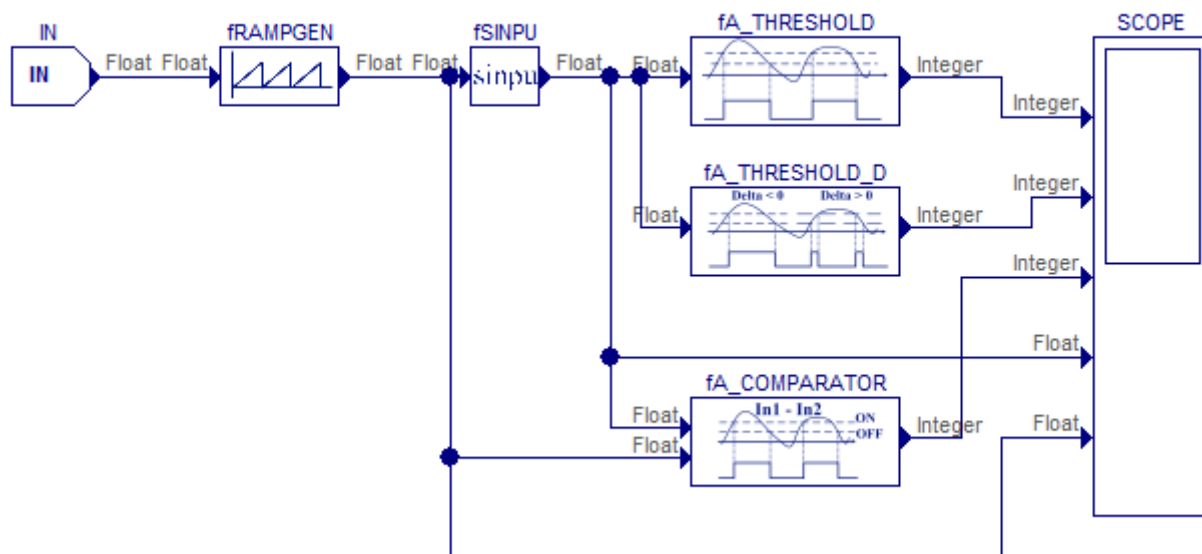 IN
fRAMPGEN
fSINPU
fA_THRESHOLD
SCOPE
IN
Float
Float
Float
Float
sinpu
Float
Float
Integer
Integer
fA_THRESHOLD_D
Delta < 0
Delta > 0
Float
Integer
Integer
Integer
Float
fA_COMPARATOR
In1 - In2
ON
OFF
Float
Float
Integer
Float